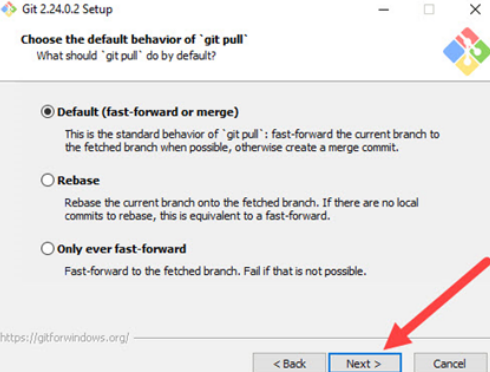 Git 2.24.0.2 Setup
Choose the default behavior of `git pull`
What should `git pull` do by default?
Default (fast-forward or merge)
This is the standard behavior of `git pull`: fast-forward the current branch to
the fetched branch when possible, otherwise create a merge commit.
Rebase
Rebase the current branch onto the fetched branch. If there are no local
commits to rebase, this is equivalent to a fast-forward.
Only ever fast-forward
Fast-forward to the fetched branch. Fail if that is not possible.
https://gitforwindows.org/
< Back Next > Cancel